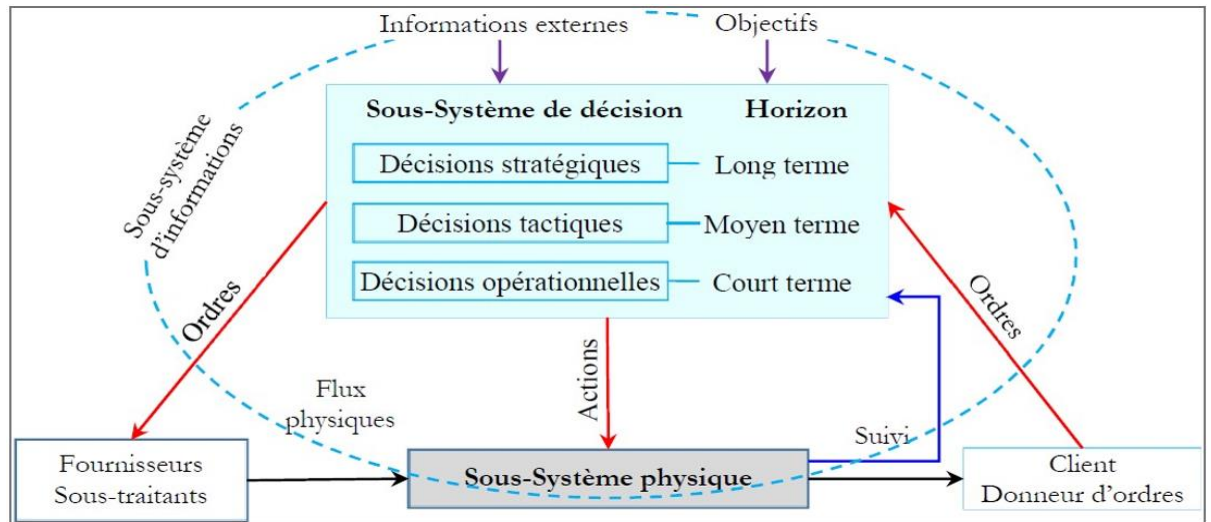 Informations externes
Objectifs
Sous-Système de décision
Horizon
Décisions stratégiques
Long terme
Décisions tactiques
Moyen terme
Décisions opérationnelles
Court terme
Sous-système
d'informations
Ordres
Ordres
Actions
Flux
physiques
Suivi
Fournisseurs
Sous-traitants
Sous-Système physique
Client
Donneur d'ordres